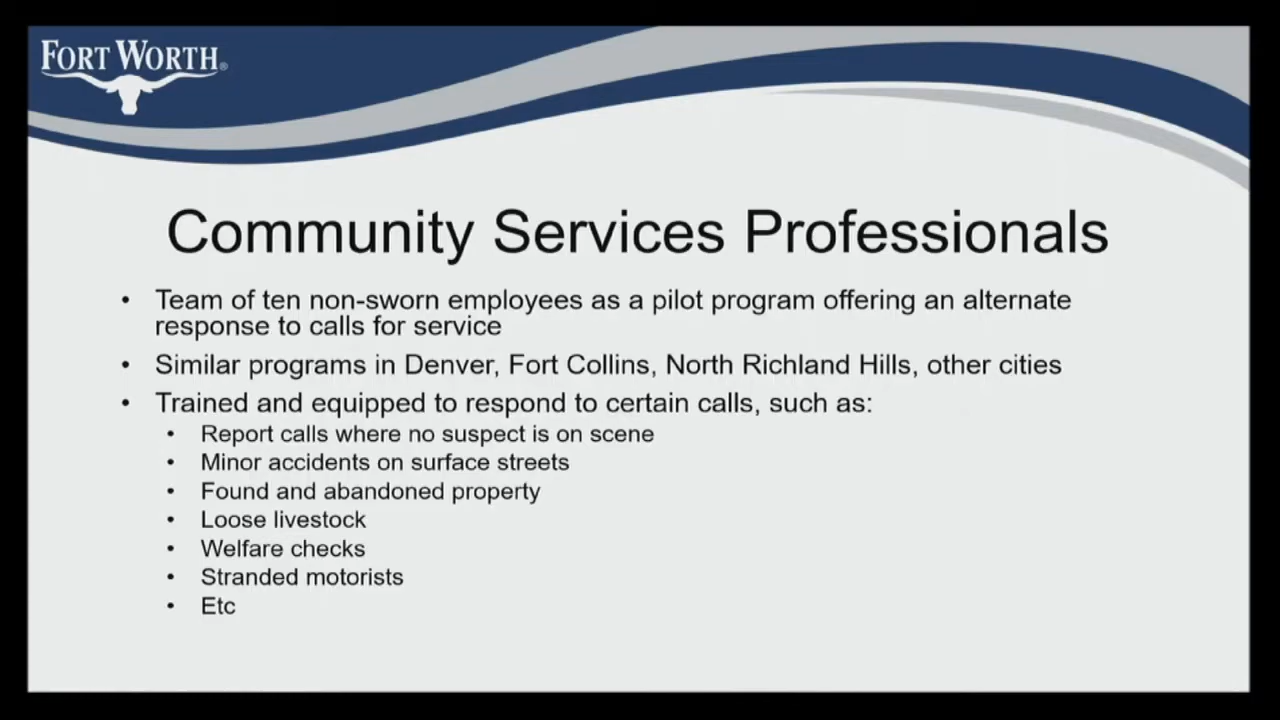 FORT WORTH®
Community Services Professionals
• Team of ten non-sworn employees as a pilot program offering an alternate
response to calls for service
• Similar programs in Denver, Fort Collins, North Richland Hills, other cities
• Trained and equipped to respond to certain calls, such as:
• Report calls where no suspect is on scene
• Minor accidents on surface streets
• Found and abandoned property
• Loose livestock
• Welfare checks
• Stranded motorists
• Etc